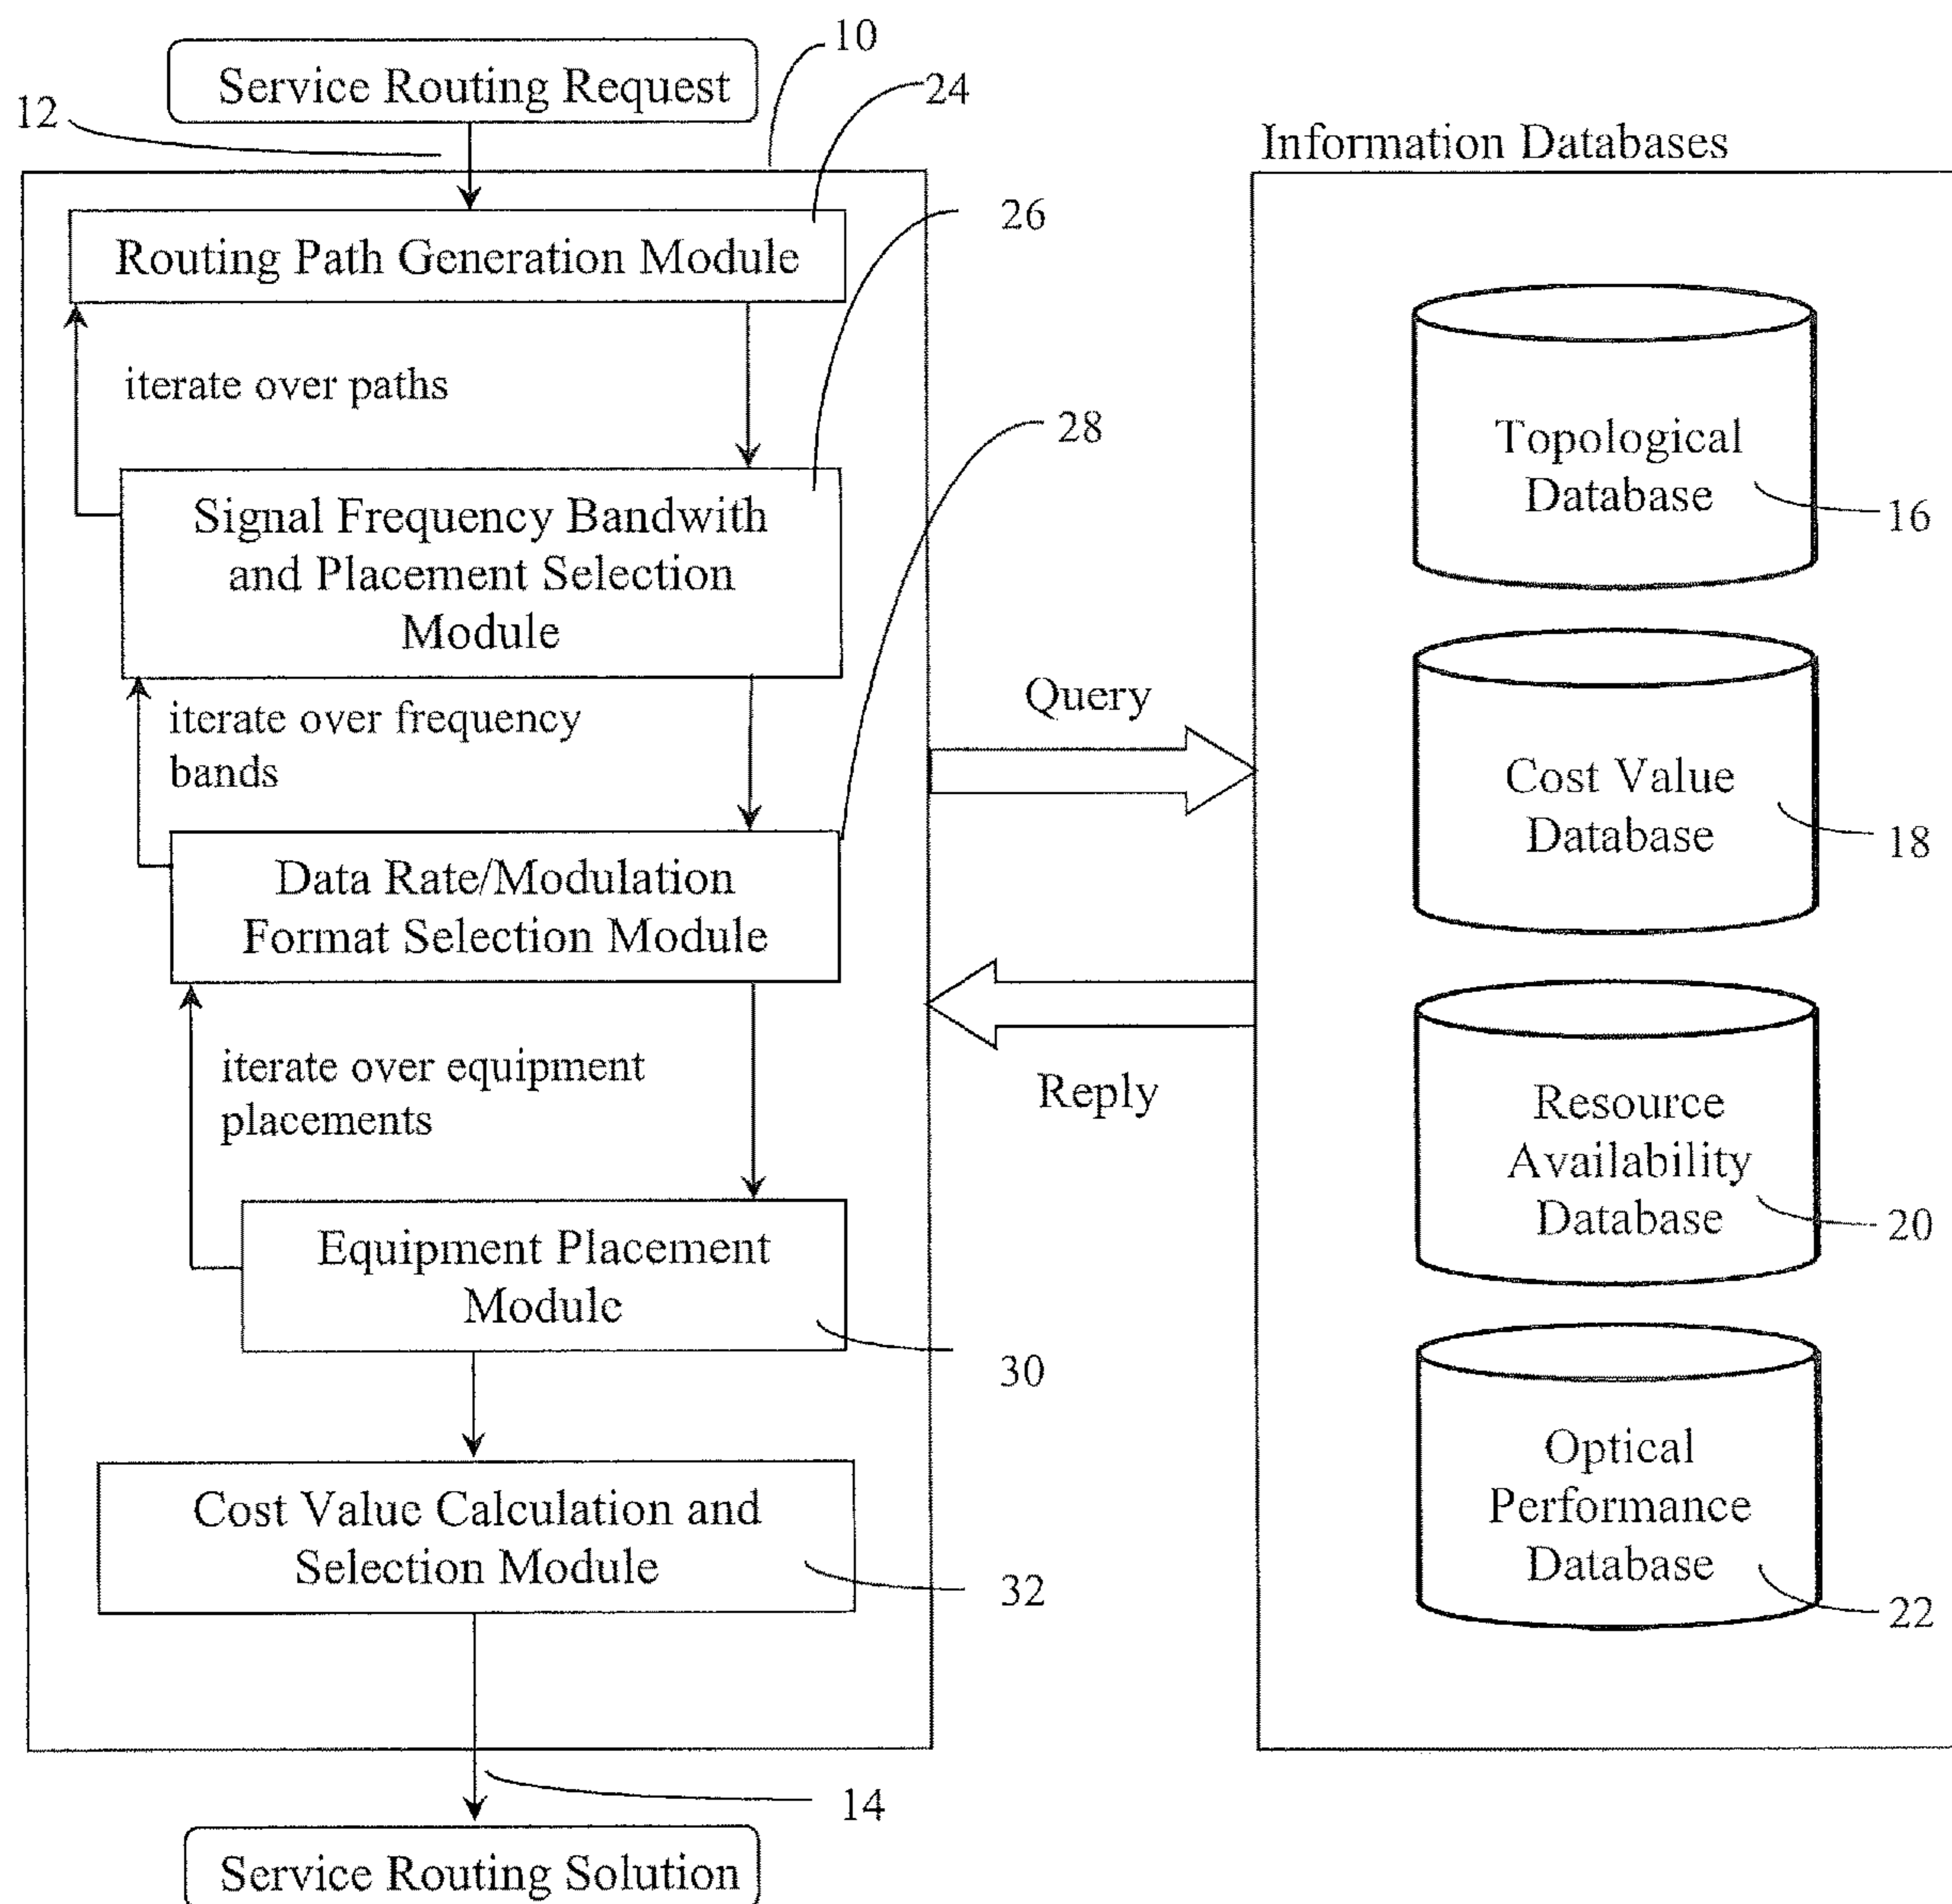 Service Routing Request
10
12
24
Routing Path Generation Module
26
iterate over paths
28
Signal Frequency Bandwith
and Placement Selection
Module
iterate over frequency
bands
Data Rate/Modulation
Format Selection Module
iterate over equipment
placements
Equipment Placement
Module
30
Cost Value Calculation and
Selection Module
32
14
Service Routing Solution
Query
Reply
Information Databases
Topological
Database
16
Cost Value
Database
18
Resource
Availability
Database
20
Optical
Performance
Database
22